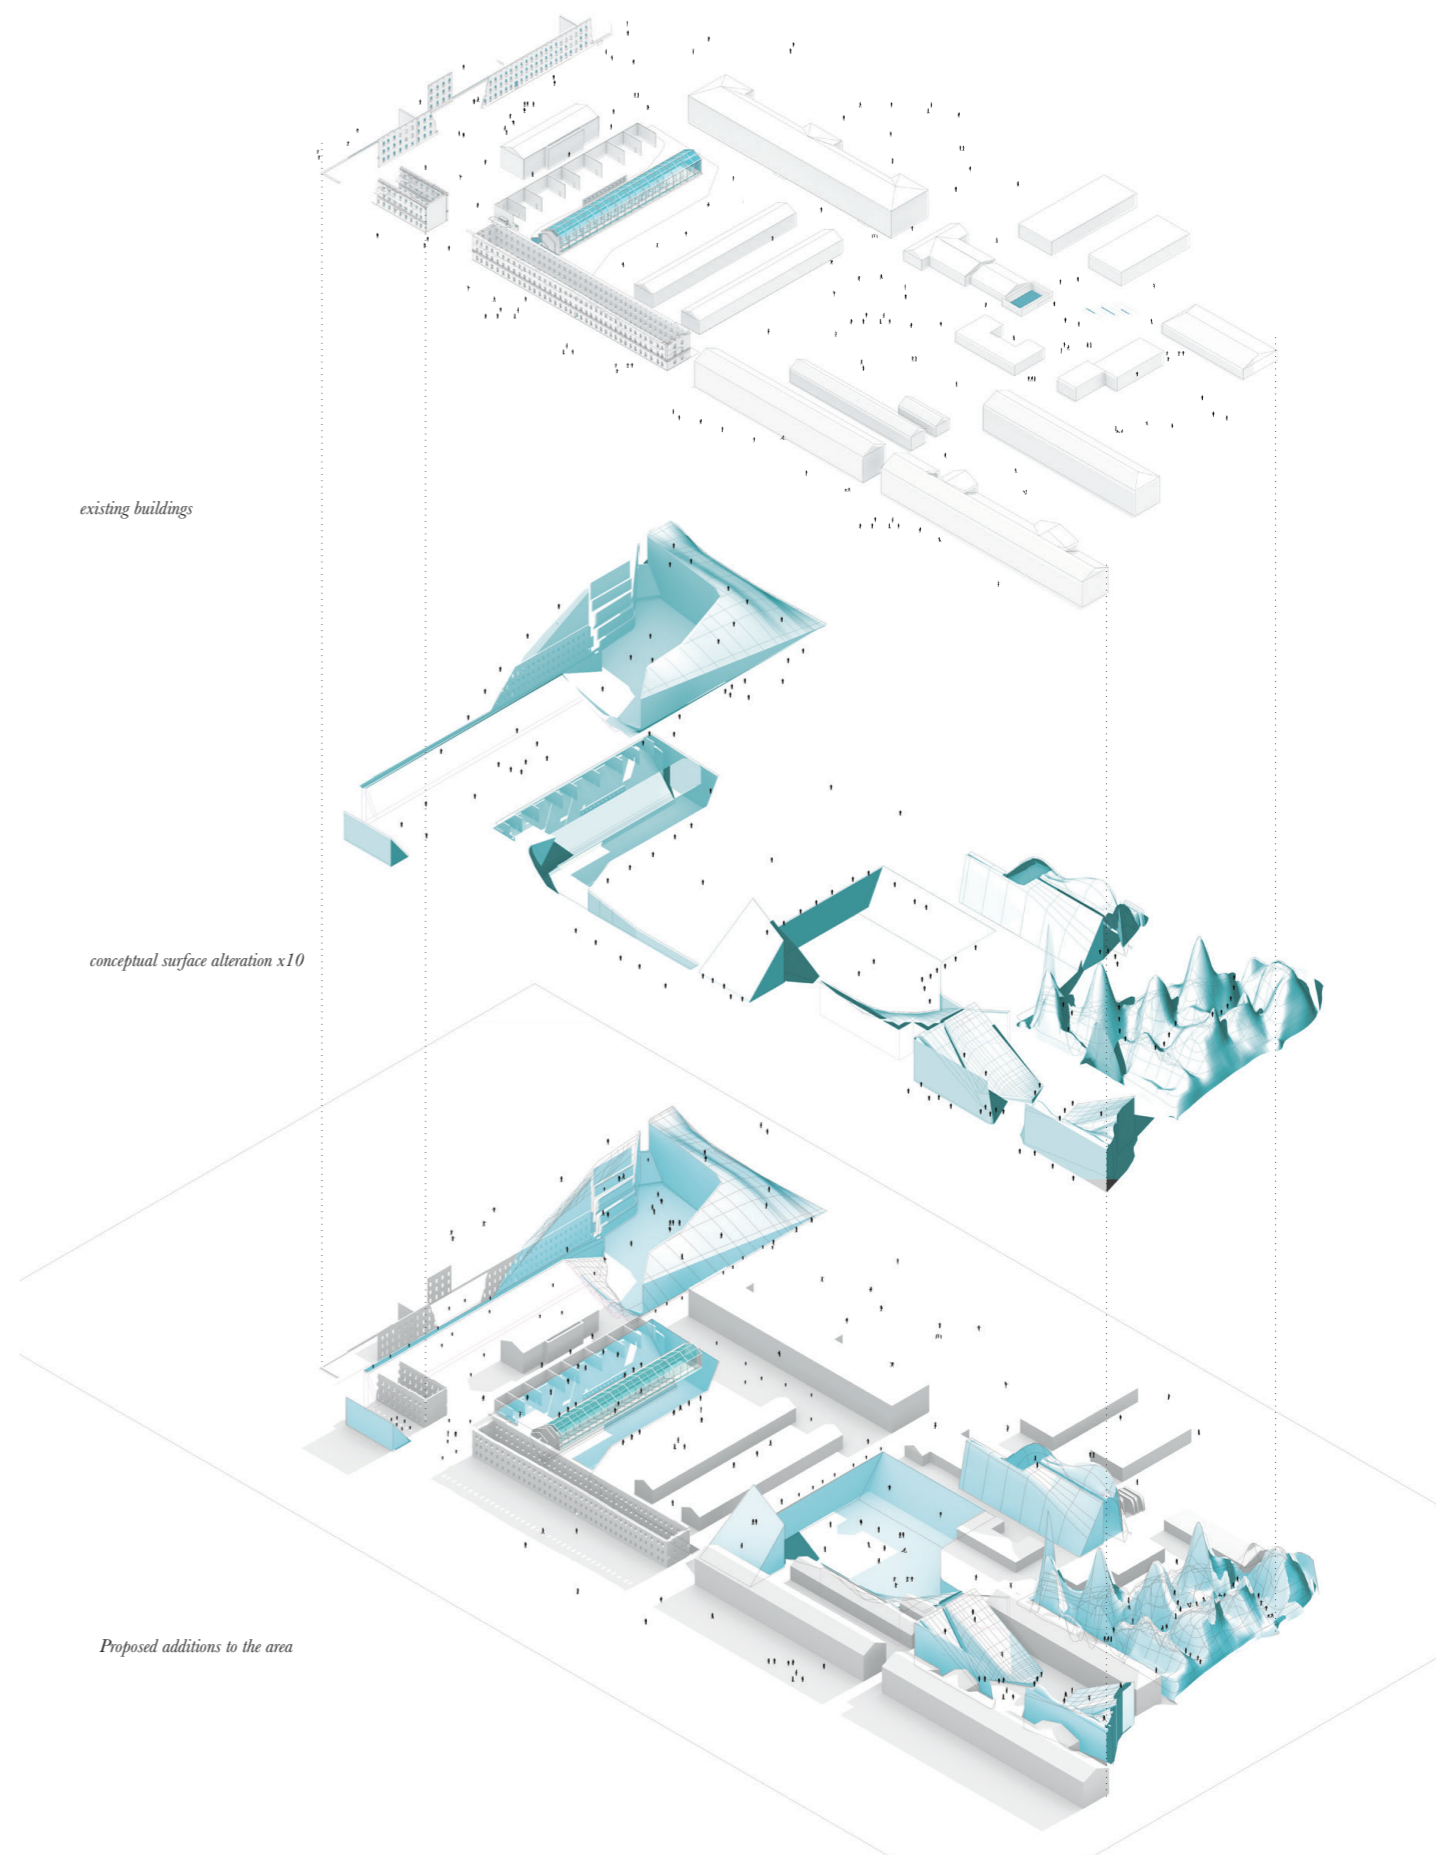 existing buildings
conceptual surface alteration x10
Proposed additions to the area